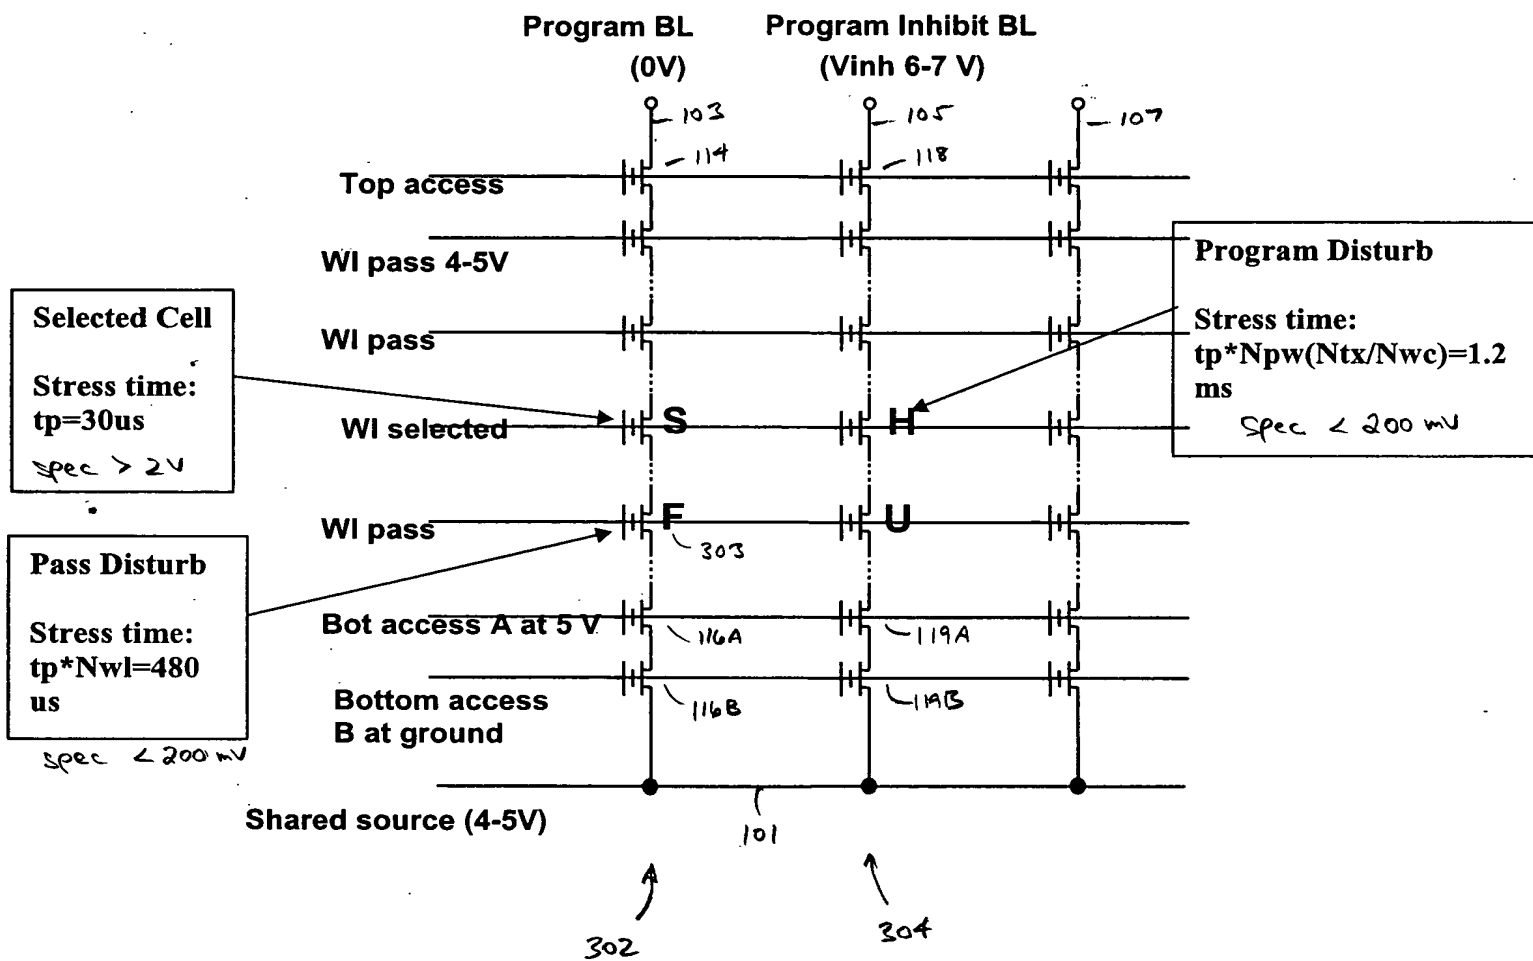 Program BL
(0V)
Program Inhibit BL
(Vinh 6-7 V)
103
105
107
114
118
Top access
Wl pass 4-5V
Program Disturb
Stress time:
tp*Npw(Ntx/Nwc)=1.2
ms
spec < 200 mV
Selected Cell
Stress time:
tp=30us
spec > 2V
Wl pass
Wl selected
S
H
Wl pass
F
U
303
Pass Disturb
Stress time:
tp*Nwl=480
us
spec < 200 mV
Bot access A at 5 V
116A
119A
Bottom access
B at ground
116B
119B
Shared source (4-5V)
101
302
304